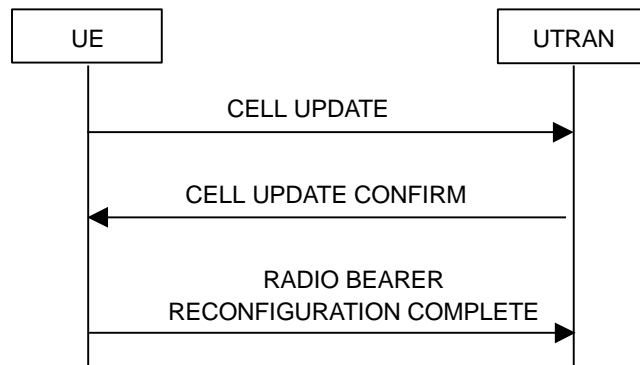 UE
UTRAN
CELL UPDATE
CELL UPDATE CONFIRM
RADIO BEARER
RECONFIGURATION COMPLETE